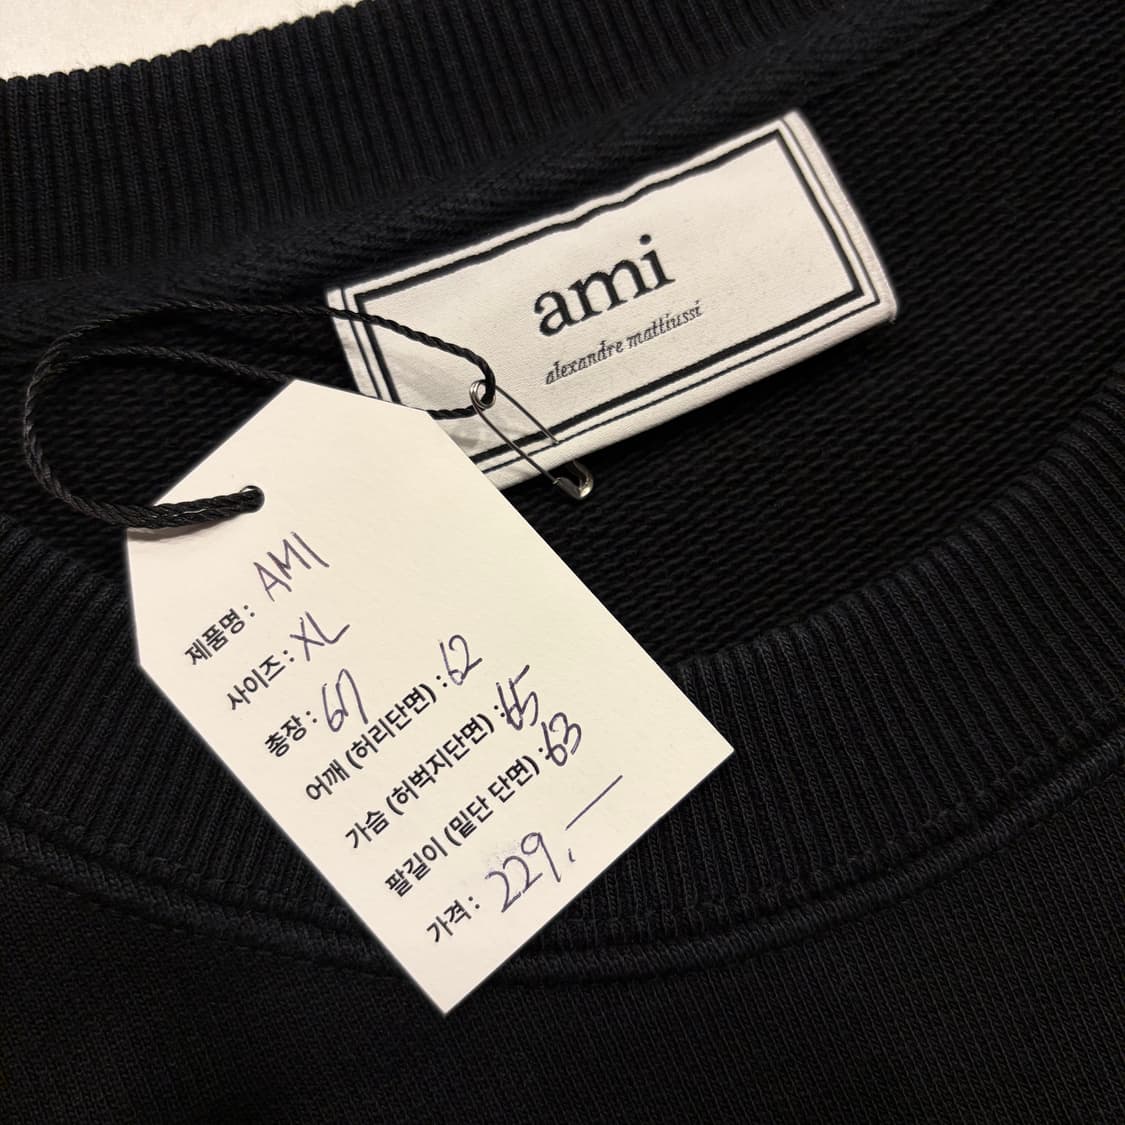 ami
alexandre mattiussi
제품명 : AMI
사이즈 : XL
총장 : 67
어깨 (허리단면) : 62
가슴 (허벅지단면) : 65
팔길이 (밑단 단면) : 63
가격 : 229,—